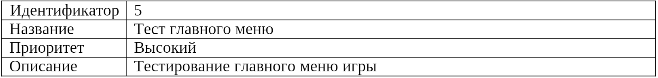 Идентификатор 5
Название Тест главного меню
Приоритет Высокий
Описание Тестирование главного меню игры